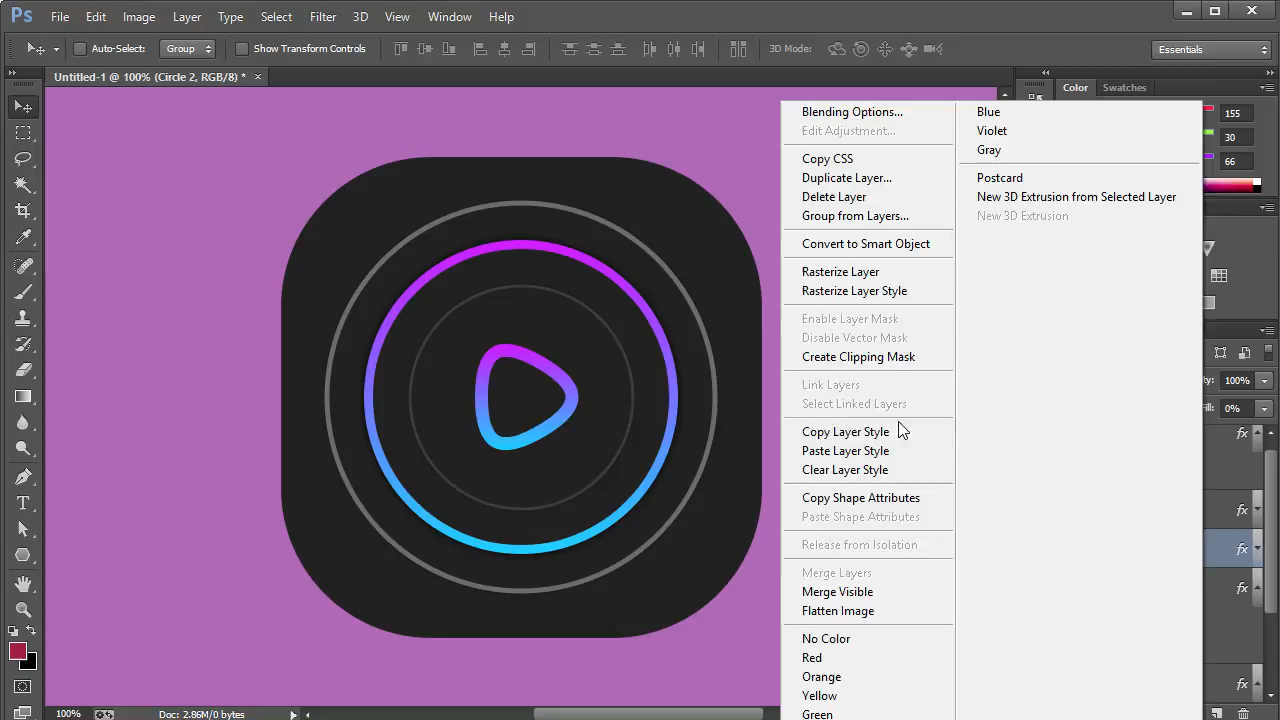 Ps File Edit Image Layer Type Select Filter 3D View Window Help
Auto-Select: Group Show Transform Controls 3D Mode: Essentials
Untitled-1 @ 100% (Circle 2, RGB/8) * ×
Color Swatches
155
30
66
100%
0%
fx
fx
fx
fx
fx
Blending Options...
Edit Adjustment...
Copy CSS
Duplicate Layer...
Delete Layer
Group from Layers...
Convert to Smart Object
Rasterize Layer
Rasterize Layer Style
Enable Layer Mask
Disable Vector Mask
Create Clipping Mask
Link Layers
Select Linked Layers
Copy Layer Style
Paste Layer Style
Clear Layer Style
Copy Shape Attributes
Paste Shape Attributes
Release from Isolation
Merge Layers
Merge Visible
Flatten Image
No Color
Red
Orange
Yellow
Green
Blue
Violet
Gray
Postcard
New 3D Extrusion from Selected Layer
New 3D Extrusion
100% Doc: 2.86M/0 bytes